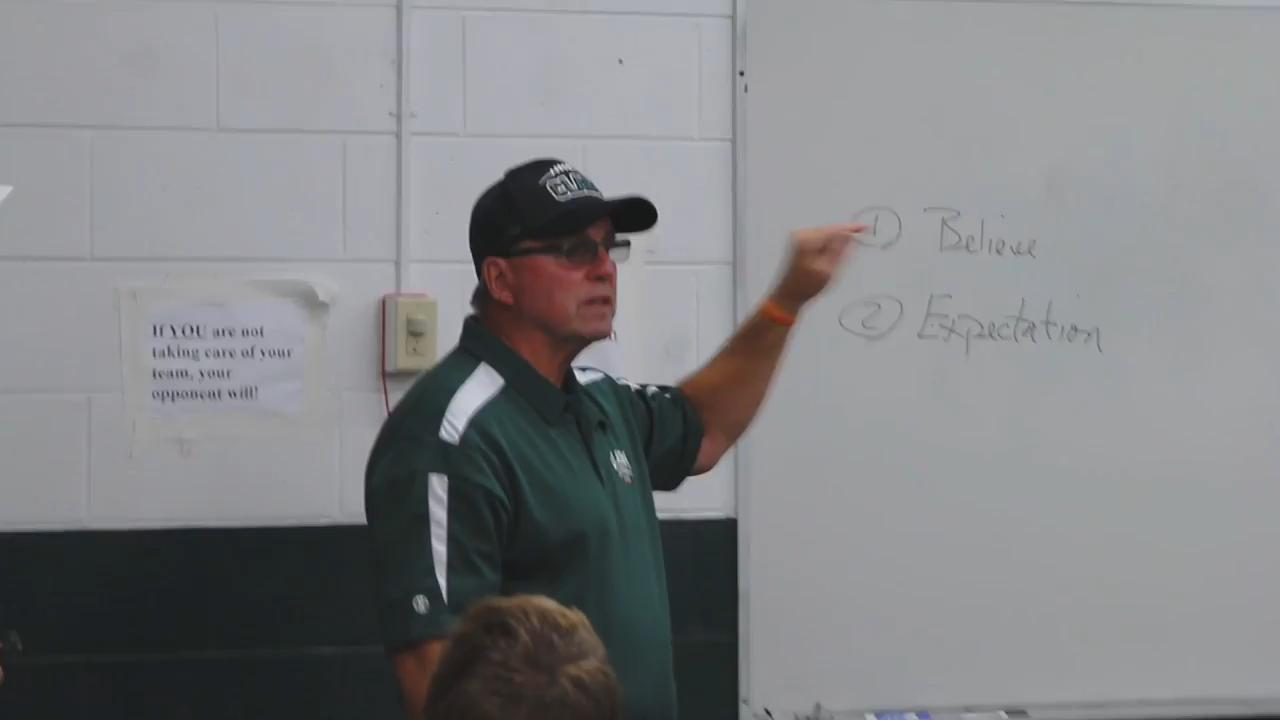 If YOU are not
taking care of your
team, your
opponent will!
1 Believe
2 Expectation